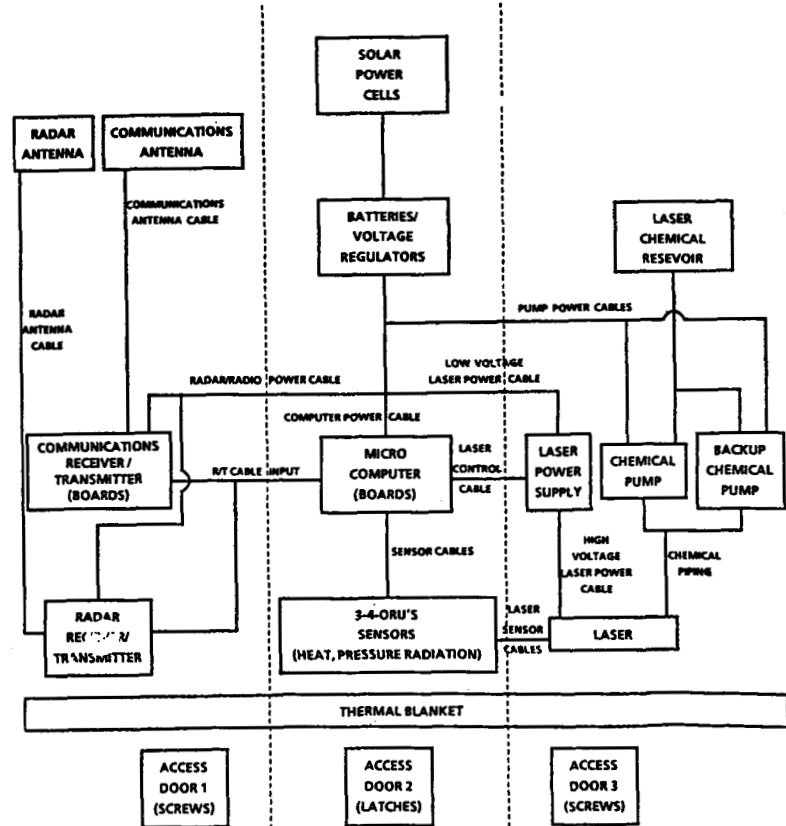 SOLAR
POWER
CELLS
RADAR
ANTENNA
COMMUNICATIONS
ANTENNA
COMMUNICATIONS
ANTENNA CABLE
BATTERIES/
VOLTAGE
REGULATORS
LASER
CHEMICAL
RESEVOIR
RADAR
ANTENNA
CABLE
PUMP POWER CABLES
RADAR/RADIO POWER CABLE
LOW VOLTAGE
LASER POWER CABLE
COMPUTER POWER CABLE
COMMUNICATIONS
RECEIVER/
TRANSMITTER
(BOARDS)
R/T CABLE INPUT
MICRO
COMPUTER
(BOARDS)
LASER
CONTROL
CABLE
LASER
POWER
SUPPLY
CHEMICAL
PUMP
BACKUP
CHEMICAL
PUMP
SENSOR CABLES
HIGH
VOLTAGE
LASER POWER
CABLE
CHEMICAL
PIPING
RADAR
RECEIVER/
TRANSMITTER
3-4-ORU'S
SENSORS
(HEAT, PRESSURE RADIATION)
LASER
SENSOR
CABLES
LASER
THERMAL BLANKET
ACCESS
DOOR 1
(SCREWS)
ACCESS
DOOR 2
(LATCHES)
ACCESS
DOOR 3
(SCREWS)